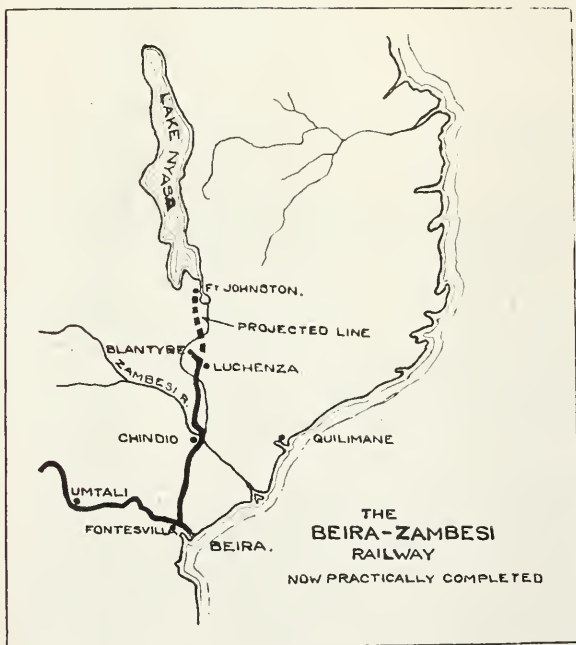 LAKE NYASA
FT JOHNSTON.
PROJECTED LINE
BLANTYRE
LUCHENZA.
ZAMBESI R.
CHINDIO
QUILIMANE
UMTALI
FONTESVILLA
BEIRA.
THE
BEIRA-ZAMBESI
RAILWAY
NOW PRACTICALLY COMPLETED